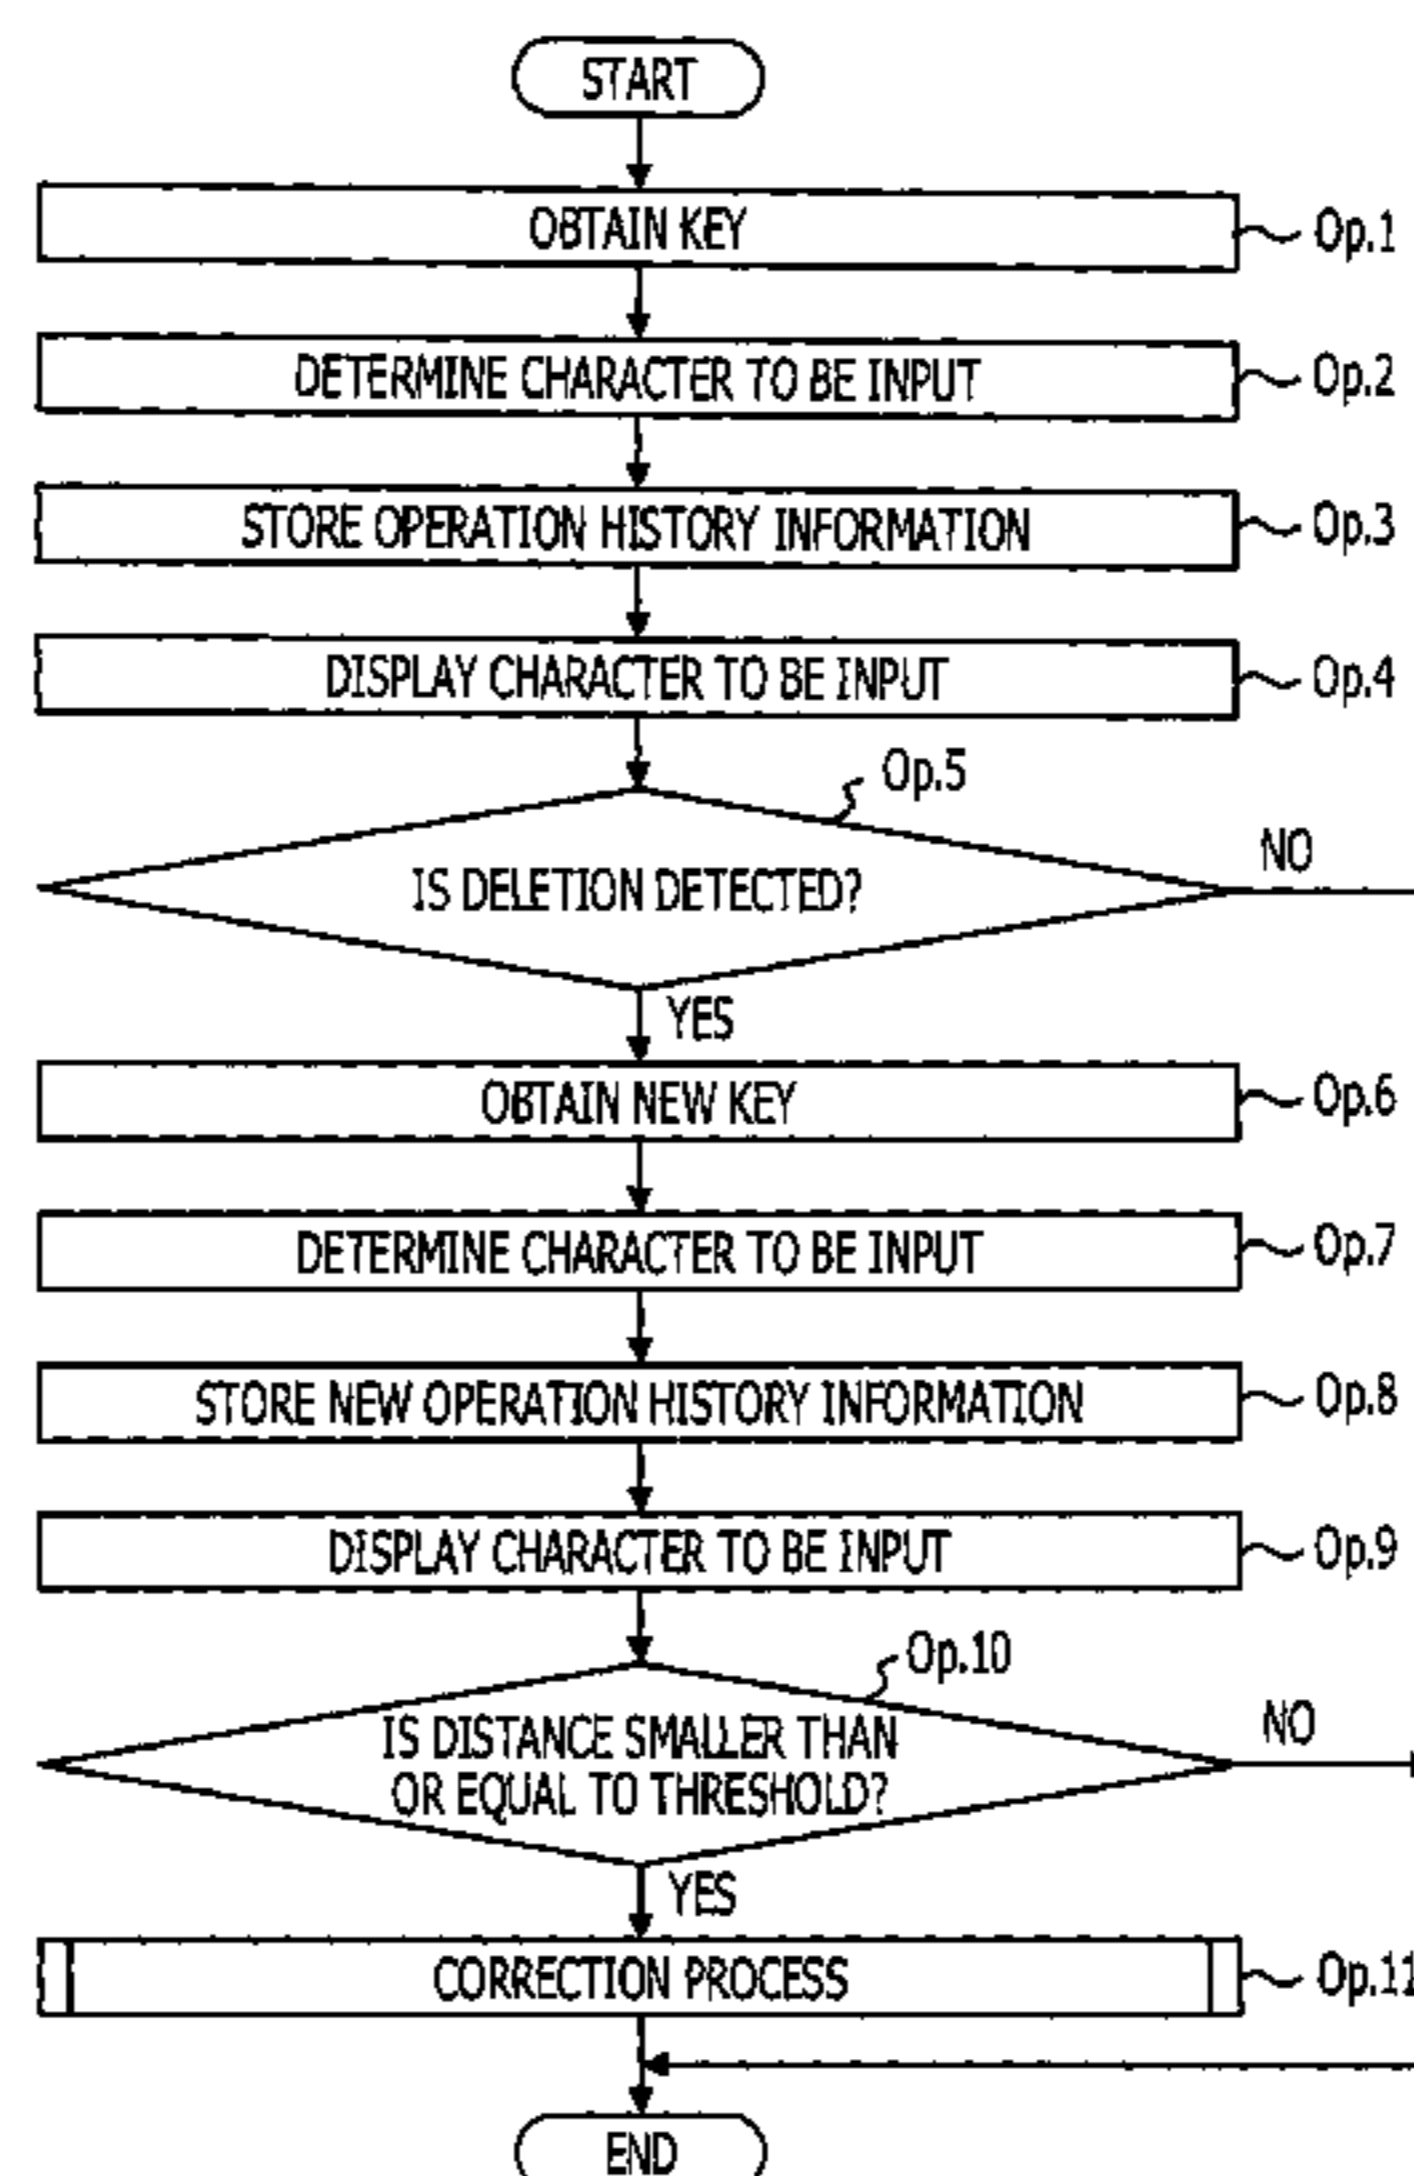 START
OBTAIN KEY
Op.1
DETERMINE CHARACTER TO BE INPUT
Op.2
STORE OPERATION HISTORY INFORMATION
Op.3
DISPLAY CHARACTER TO BE INPUT
Op.4
Op.5
NO
IS DELETION DETECTED?
YES
OBTAIN NEW KEY
Op.6
DETERMINE CHARACTER TO BE INPUT
Op.7
STORE NEW OPERATION HISTORY INFORMATION
Op.8
DISPLAY CHARACTER TO BE INPUT
Op.9
Op.10
NO
IS DISTANCE SMALLER THAN
OR EQUAL TO THRESHOLD?
YES
CORRECTION PROCESS
Op.11
END